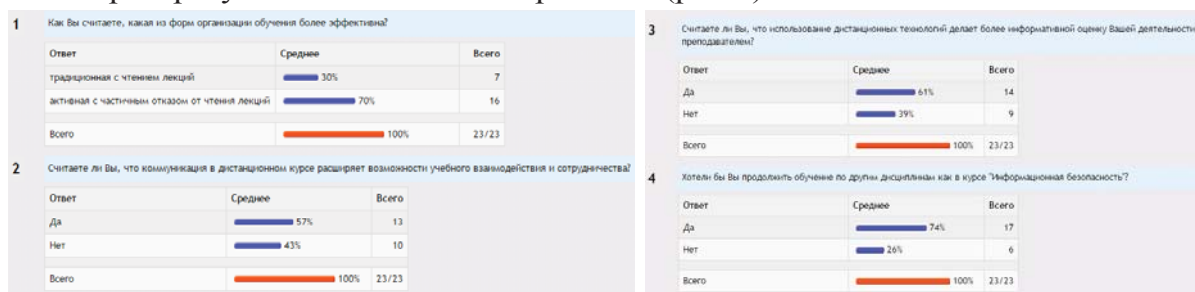 1 Как Вы считаете, какая из форм организации обучения более эффективна?
Ответ Среднее Всего
традиционная с чтением лекций 30% 7
активная с частичным отказом от чтения лекций 70% 16
Всего 100% 23/23
2 Считаете ли Вы, что коммуникация в дистанционном курсе расширяет возможности учебного взаимодействия и сотрудничества?
Ответ Среднее Всего
Да 57% 13
Нет 43% 10
Всего 100% 23/23
3 Считаете ли Вы, что использование дистанционных технологий делает более информативной оценку Вашей деятельности
преподавателем?
Ответ Среднее Всего
Да 61% 14
Нет 39% 9
Всего 100% 23/23
4 Хотели бы Вы продолжить обучение по другим дисциплинам как в курсе "Информационная безопасность"?
Ответ Среднее Всего
Да 74% 17
Нет 26% 6
Всего 100% 23/23